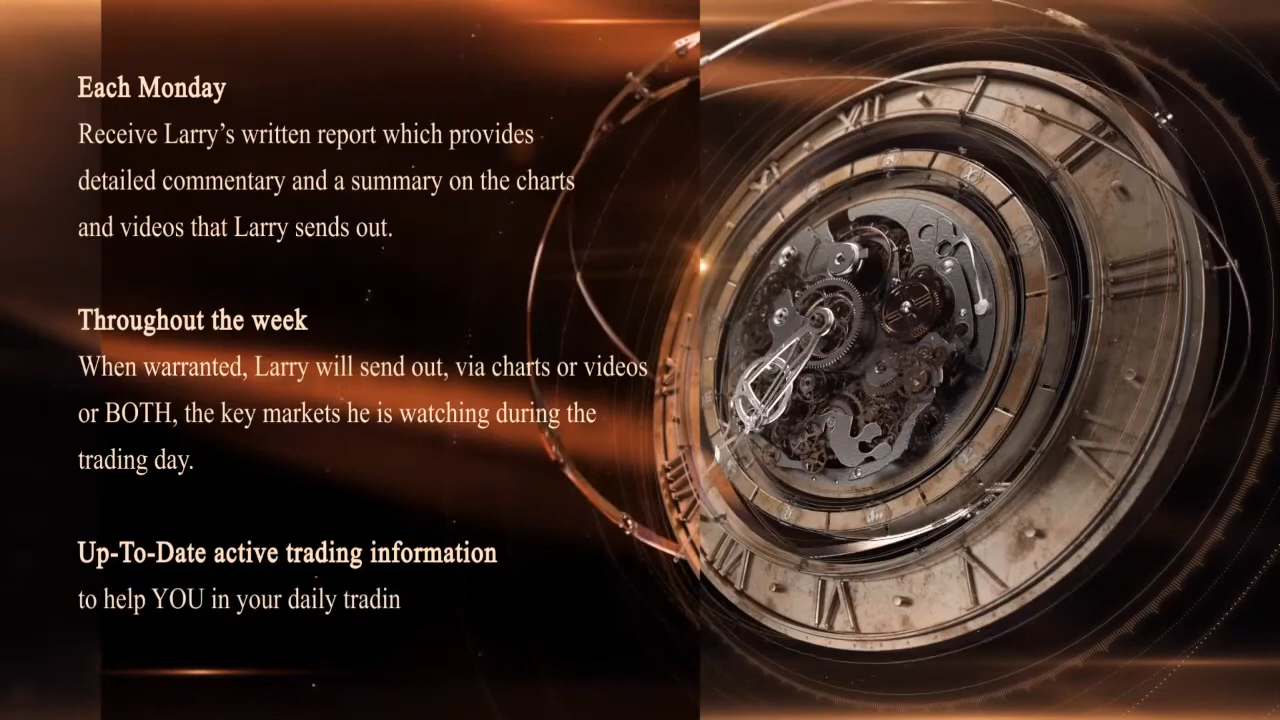 Each Monday
Receive Larry’s written report which provides
detailed commentary and a summary on the charts
and videos that Larry sends out.
Throughout the week
When warranted, Larry will send out, via charts or videos
or BOTH, the key markets he is watching during the
trading day.
Up-To-Date active trading information
to help YOU in your daily tradin